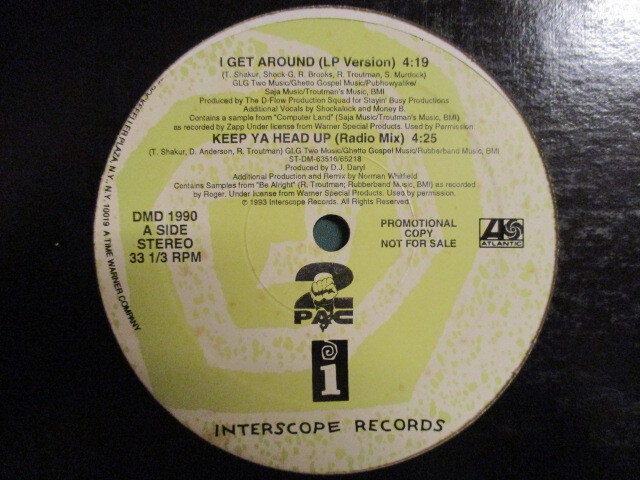 I GET AROUND (LP Version) 4:19
(T. Shakur, Shock-G, R. Brooks, R. Troutman, S. Murdock)
GLG Two Music/Ghetto Gospel Music/Pubhowyalike/
Saja Music/Troutman's Music, BMI
Produced by The D-Flow Production Squad for Stayin' Busy Productions
Additional Vocals by Shockalock and Money B.
Contains a sample from "Computer Land" (Saja Music/Troutman's Music, BMI)
as recorded by Zapp Under license from Warner Special Products. Used by Permission.
KEEP YA HEAD UP (Radio Mix) 4:25
(T. Shakur, D. Anderson, R. Troutman) GLG Two Music/Ghetto Gospel Music/Rubberband Music, BMI
ST-DM-63516/65218
Produced by D.J. Daryl
Additional Production and Remix by Norman Whitfield
Contains Samples from "Be Alright" (R. Troutman; Rubberband Music, BMI) as recorded
by Roger. Under license from Warner Special Products. Used by permission.
© 1993 Interscope Records. All Rights Reserved.
DMD 1990
A SIDE
STEREO
33 1/3 RPM
PROMOTIONAL
COPY
NOT FOR SALE
ATLANTIC
2
PAC
i
INTERSCOPE RECORDS
ROCKEFELLER PLAZA, N.Y., N.Y. 10019 A TIME WARNER COMPANY